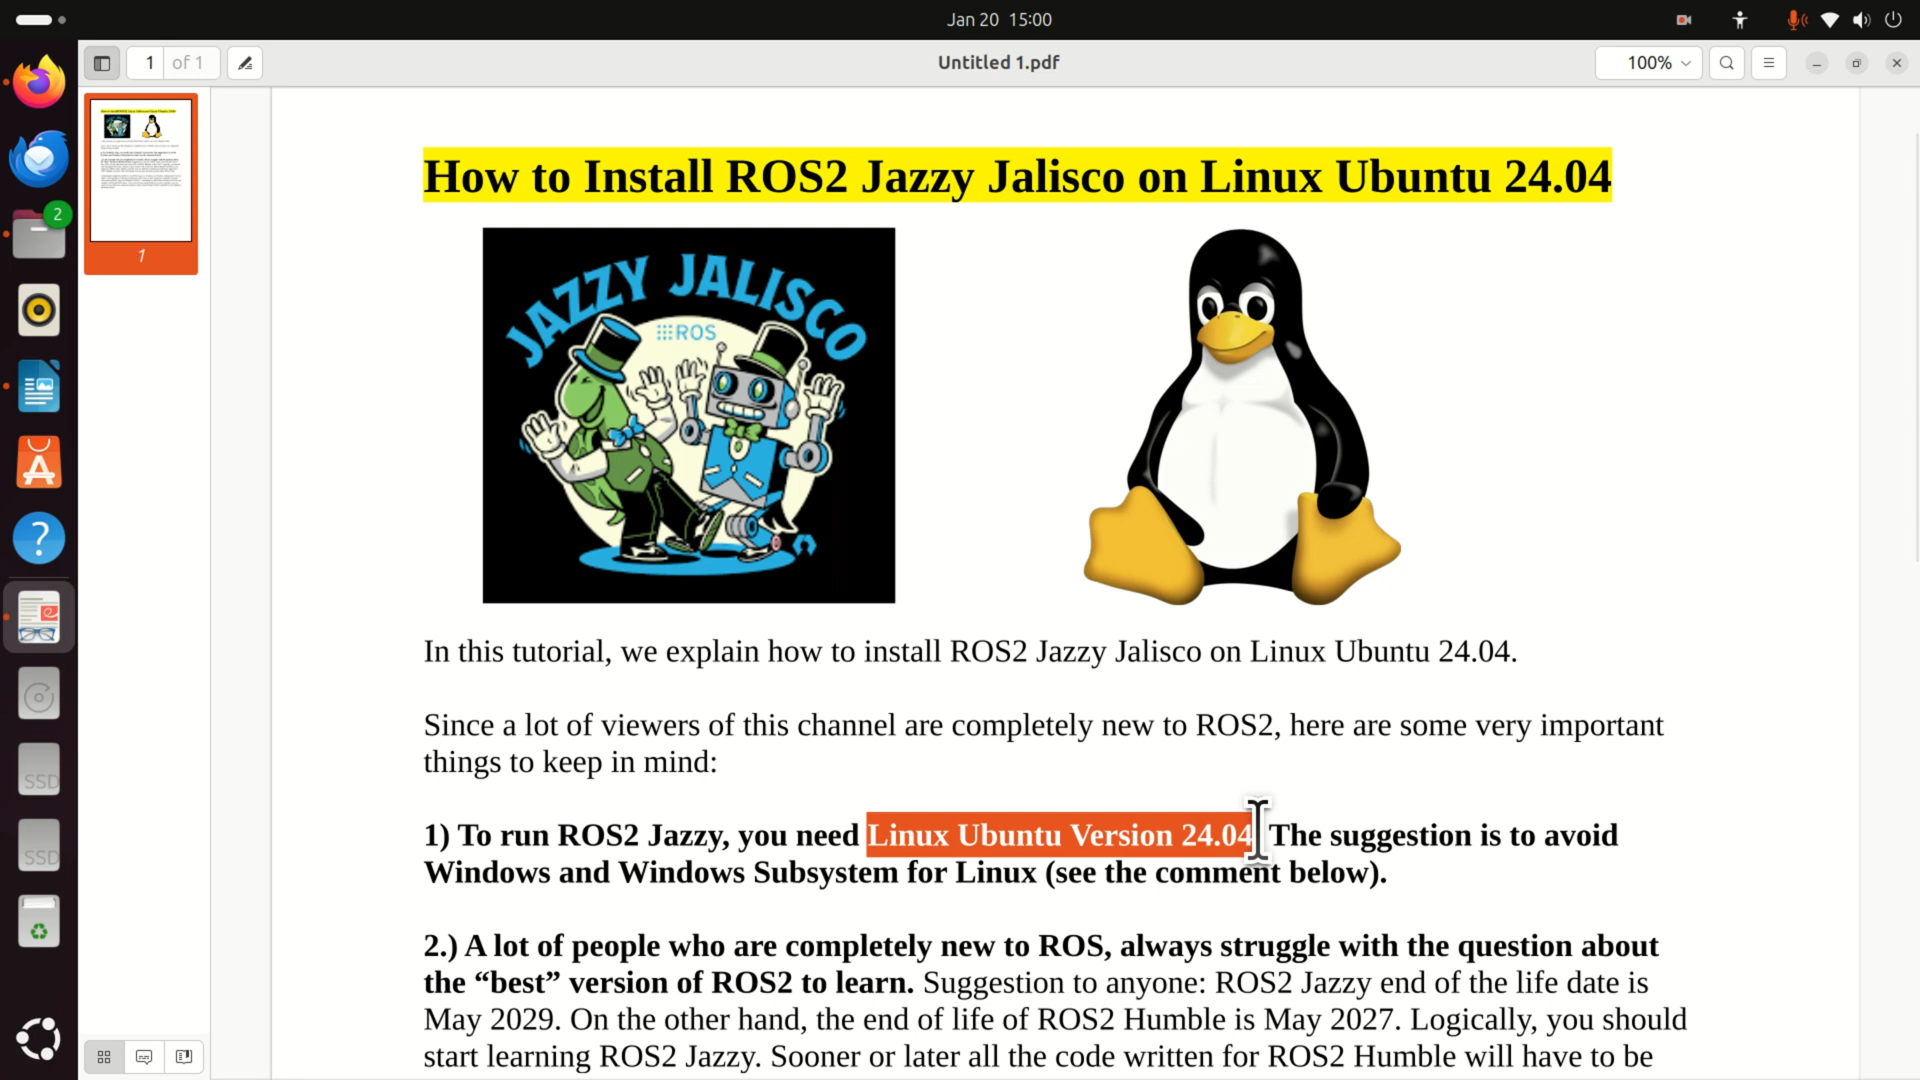 Jan 20 15:00
1 of 1
Untitled 1.pdf
100%
2
1
SSD
SSD
How to Install ROS2 Jazzy Jalisco on Linux Ubuntu 24.04
JAZZY JALISCO
ROS
In this tutorial, we explain how to install ROS2 Jazzy Jalisco on Linux Ubuntu 24.04.
Since a lot of viewers of this channel are completely new to ROS2, here are some very important
things to keep in mind:
1) To run ROS2 Jazzy, you need Linux Ubuntu Version 24.04 The suggestion is to avoid
Windows and Windows Subsystem for Linux (see the comment below).
2.) A lot of people who are completely new to ROS, always struggle with the question about
the “best” version of ROS2 to learn. Suggestion to anyone: ROS2 Jazzy end of the life date is
May 2029. On the other hand, the end of life of ROS2 Humble is May 2027. Logically, you should
start learning ROS2 Jazzy. Sooner or later all the code written for ROS2 Humble will have to be